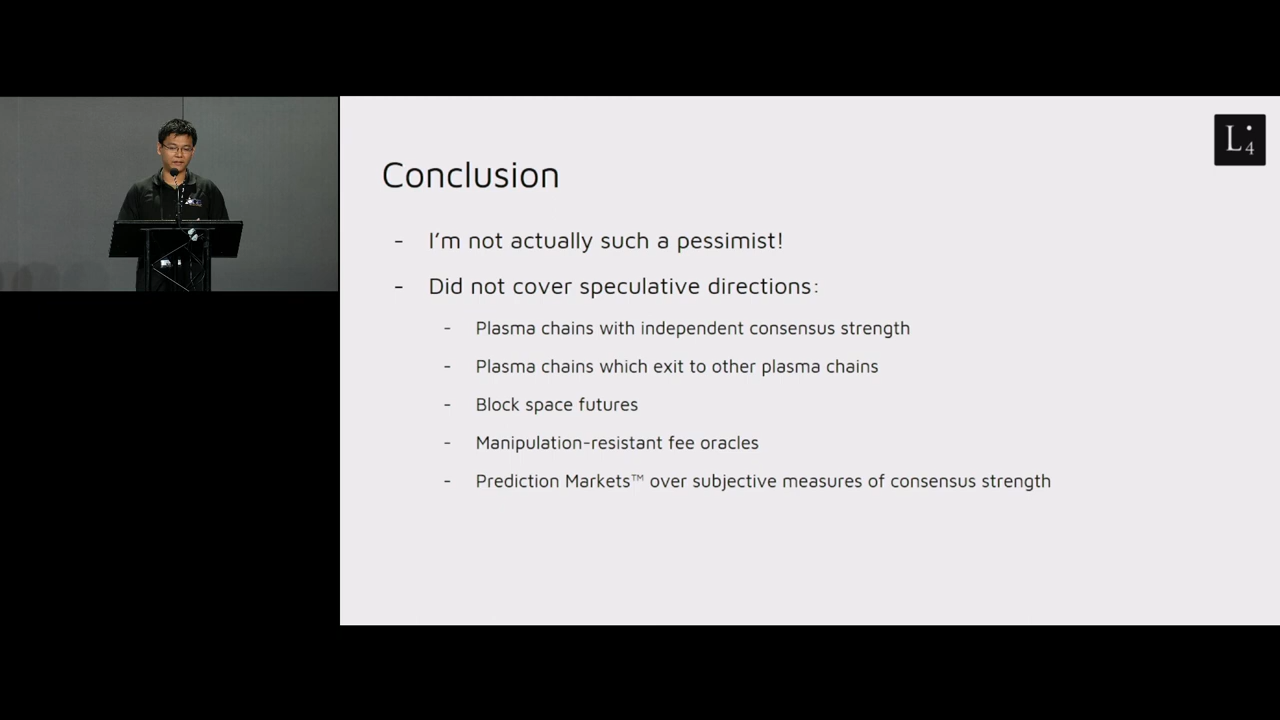 L4
Conclusion
- I'm not actually such a pessimist!
- Did not cover speculative directions:
- Plasma chains with independent consensus strength
- Plasma chains which exit to other plasma chains
- Block space futures
- Manipulation-resistant fee oracles
- Prediction Markets™ over subjective measures of consensus strength